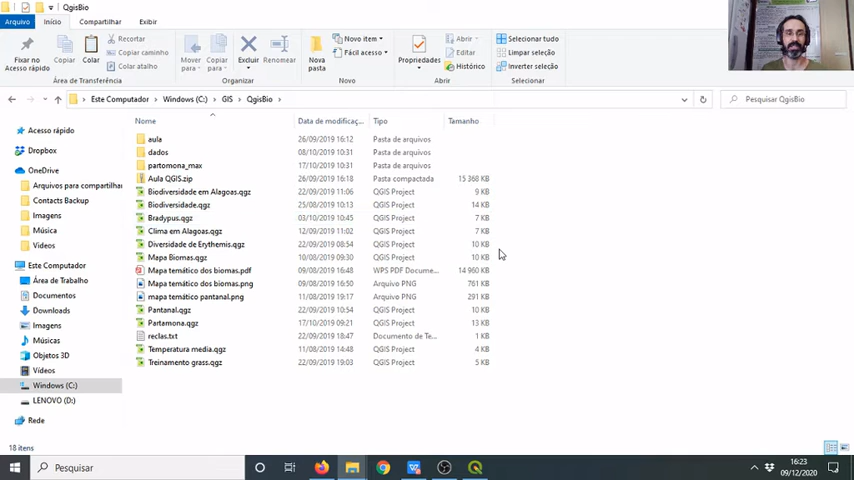 QgisBio
Arquivo Início Compartilhar Exibir
Fixar no Acesso rápido
Copiar
Colar
Recortar
Copiar caminho
Colar atalho
Mover para
Copiar para
Excluir
Renomear
Nova pasta
Novo item
Fácil acesso
Propriedades
Abrir
Editar
Histórico
Selecionar tudo
Limpar seleção
Inverter seleção
Área de Transferência Organizar Novo Abrir Selecionar
Este Computador > Windows (C:) > GIS > QgisBio >
Pesquisar QgisBio
Acesso rápido
Dropbox
OneDrive
Arquivos para compartilhar
Contacts Backup
Imagens
Música
Videos
Este Computador
Área de Trabalho
Documentos
Downloads
Imagens
Músicas
Objetos 3D
Vídeos
Windows (C:)
LENOVO (D:)
Rede
Nome Data de modificaç... Tipo Tamanho
aula 26/09/2019 16:12 Pasta de arquivos
dados 08/10/2019 10:31 Pasta de arquivos
partomona_max 17/10/2019 10:31 Pasta de arquivos
Aula QGIS.zip 26/09/2019 16:18 Pasta compactada 15 368 KB
Biodiversidade em Alagoas.qgz 22/09/2019 11:06 QGIS Project 9 KB
Biodiversidade.qgz 25/08/2019 10:13 QGIS Project 14 KB
Bradypus.qgz 03/10/2019 10:45 QGIS Project 7 KB
Clima em Alagoas.qgz 12/09/2019 11:02 QGIS Project 7 KB
Diversidade de Erythemis.qgz 22/09/2019 08:54 QGIS Project 10 KB
Mapa Biomas.qgz 10/08/2019 09:30 QGIS Project 10 KB
Mapa temático dos biomas.pdf 09/08/2019 16:48 WPS PDF Docume... 14 960 KB
Mapa temático dos biomas.png 09/08/2019 16:50 Arquivo PNG 761 KB
mapa temático pantanal.png 11/08/2019 19:17 Arquivo PNG 291 KB
Pantanal.qgz 22/09/2019 10:54 QGIS Project 10 KB
Partamona.qgz 17/10/2019 09:21 QGIS Project 13 KB
reclas.txt 22/09/2019 18:47 Documento de Te... 1 KB
Temperatura media.qgz 11/08/2019 14:48 QGIS Project 4 KB
Treinamento grass.qgz 22/09/2019 19:03 QGIS Project 5 KB
18 itens
Pesquisar
16:23
09/12/2020